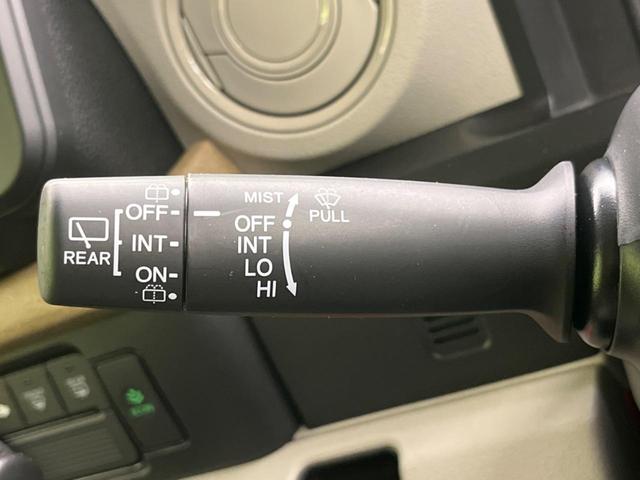 REAR
OFF
INT
ON
MIST
OFF
INT
LO
HI
PULL